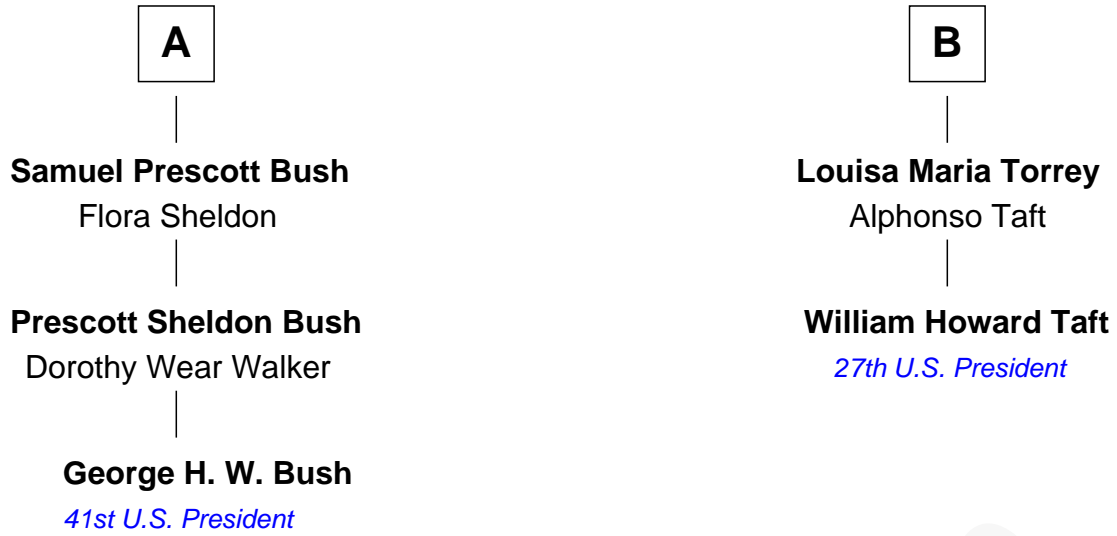 A
Samuel Prescott Bush
Flora Sheldon
Prescott Sheldon Bush
Dorothy Wear Walker
George H. W. Bush
41st U.S. President
B
Louisa Maria Torrey
Alphonso Taft
William Howard Taft
27th U.S. President